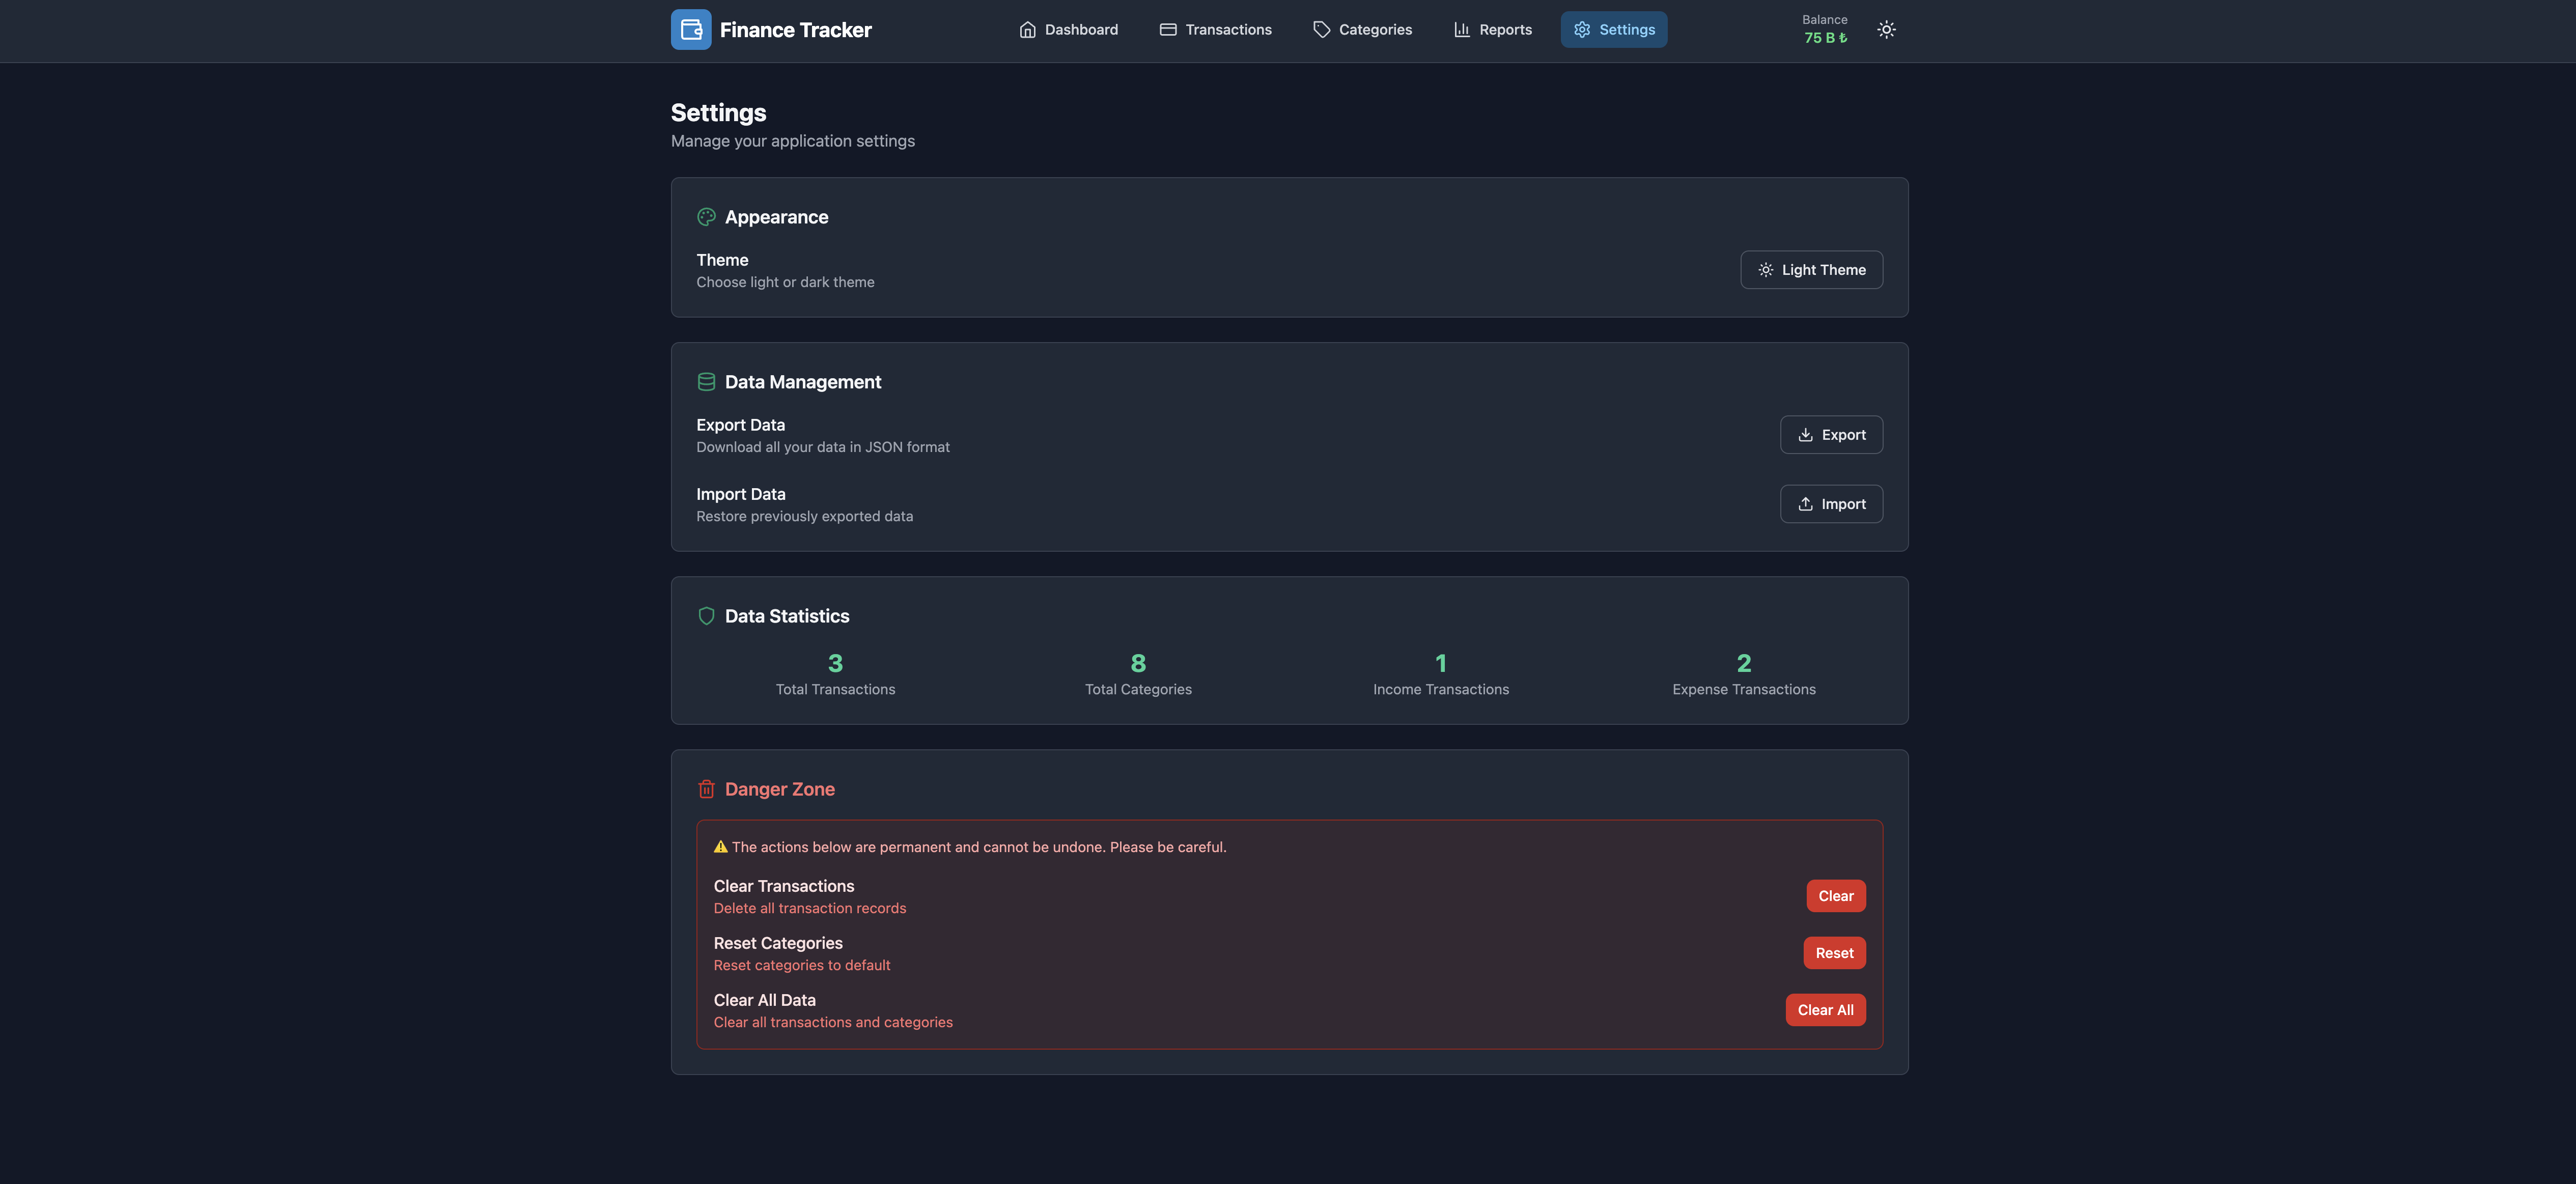 Finance Tracker
Dashboard
Transactions
Categories
Reports
Settings
Balance
75 B ₺
Settings
Manage your application settings
Appearance
Theme
Choose light or dark theme
Light Theme
Data Management
Export Data
Download all your data in JSON format
Export
Import Data
Restore previously exported data
Import
Data Statistics
3
Total Transactions
8
Total Categories
1
Income Transactions
2
Expense Transactions
Danger Zone
⚠️ The actions below are permanent and cannot be undone. Please be careful.
Clear Transactions
Delete all transaction records
Clear
Reset Categories
Reset categories to default
Reset
Clear All Data
Clear all transactions and categories
Clear All